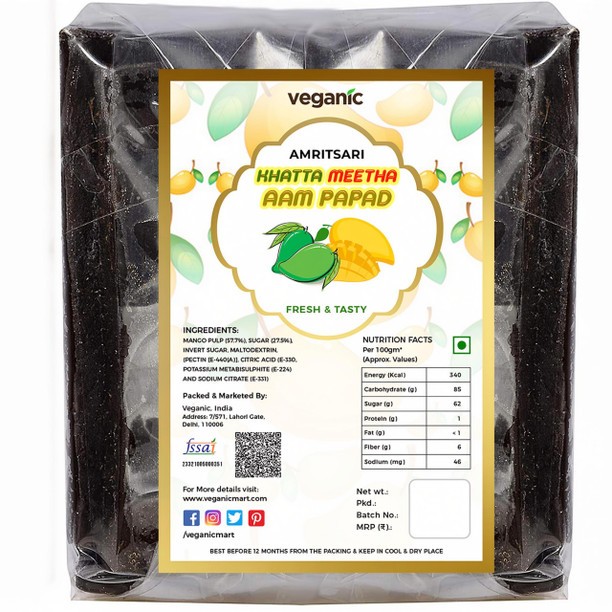 veganic
AMRITSARI
KHATTA MEETHA
AAM PAPAD
FRESH & TASTY
INGREDIENTS:
MANGO PULP (57.7%), SUGAR (27.5%),
INVERT SUGAR, MALTODEXTRIN,
(PECTIN [E-440(A)], CITRIC ACID (E-330,
POTASSIUM METABISULPHITE (E-224)
AND SODIUM CITRATE (E-331)
Packed & Marketed By:
Veganic, India
Address: 7/571, Lahori Gate,
Delhi, 110006
fssai
23321005000351
For More details visit:
www.veganicmart.com
/veganicmart
NUTRITION FACTS
Per 100gm*
(Approx. Values)
Energy (Kcal) 340
Carbohydrate (g) 85
Sugar (g) 62
Protein (g) 1
Fat (g) < 1
Fiber (g) 6
Sodium (mg) 46
Net wt.:
Pkd.:
Batch No.:
MRP (₹).:
BEST BEFORE 12 MONTHS FROM THE PACKING & KEEP IN COOL & DRY PLACE